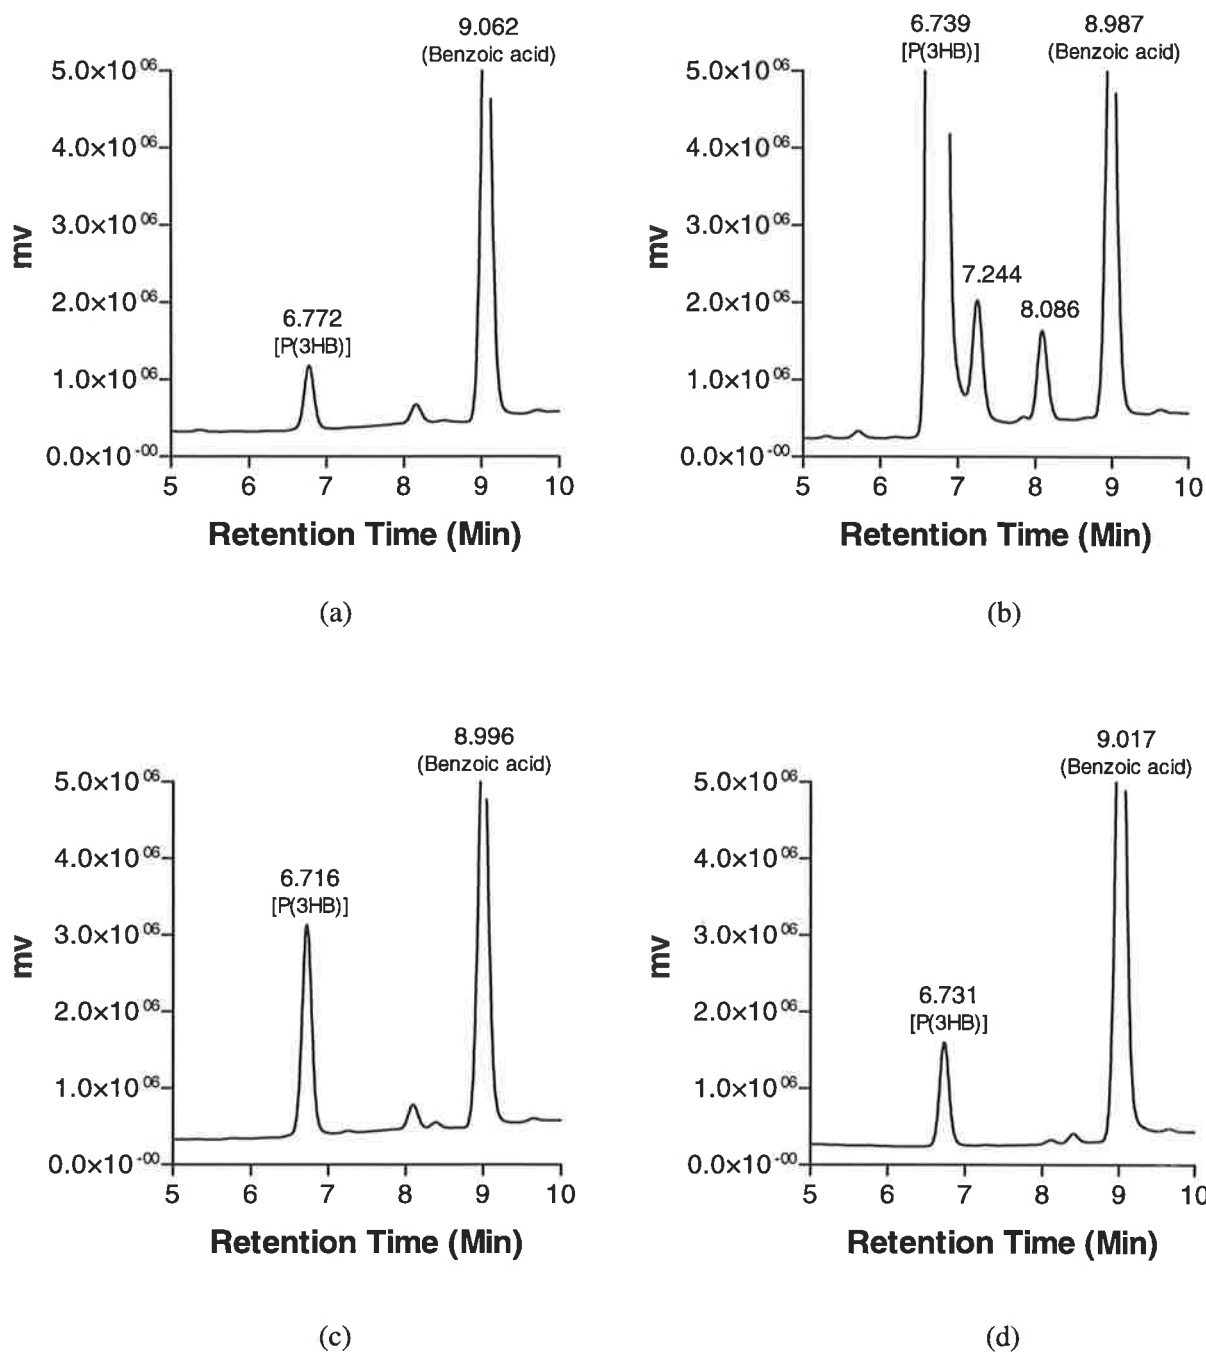 9.062
(Benzoic acid)
5.0×10⁰⁶
4.0×10⁰⁶
3.0×10⁰⁶
2.0×10⁰⁶
1.0×10⁰⁶
0.0×10⁻⁰⁰
mv
6.772
[P(3HB)]
5 6 7 8 9 10
Retention Time (Min)
(a)
6.739
[P(3HB)]
8.987
(Benzoic acid)
5.0×10⁰⁶
4.0×10⁰⁶
3.0×10⁰⁶
2.0×10⁰⁶
1.0×10⁰⁶
0.0×10⁻⁰⁰
mv
7.244
8.086
5 6 7 8 9 10
Retention Time (Min)
(b)
8.996
(Benzoic acid)
5.0×10⁰⁶
4.0×10⁰⁶
3.0×10⁰⁶
2.0×10⁰⁶
1.0×10⁰⁶
0.0×10⁻⁰⁰
mv
6.716
[P(3HB)]
5 6 7 8 9 10
Retention Time (Min)
(c)
9.017
(Benzoic acid)
5.0×10⁰⁶
4.0×10⁰⁶
3.0×10⁰⁶
2.0×10⁰⁶
1.0×10⁰⁶
0.0×10⁻⁰⁰
mv
6.731
[P(3HB)]
5 6 7 8 9 10
Retention Time (Min)
(d)